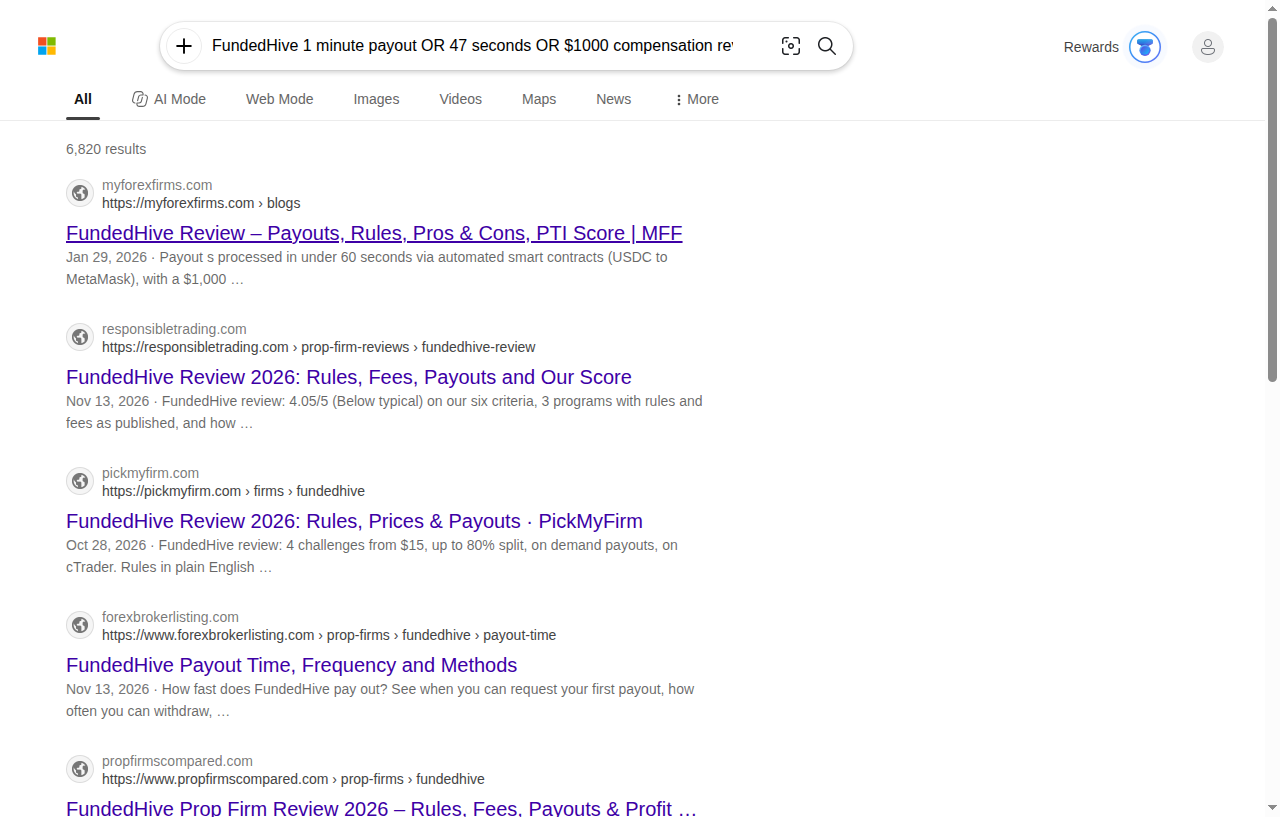 FundedHive 1 minute payout OR 47 seconds OR $1000 compensation
Rewards
All
AI Mode
Web Mode
Images
Videos
Maps
News
More
6,820 results
myforexfirms.com
https://myforexfirms.com › blogs
FundedHive Review – Payouts, Rules, Pros & Cons, PTI Score | MFF
Jan 29, 2026 · Payout s processed in under 60 seconds via automated smart contracts (USDC to
MetaMask), with a $1,000 …
responsibletrading.com
https://responsibletrading.com › prop-firm-reviews › fundedhive-review
FundedHive Review 2026: Rules, Fees, Payouts and Our Score
Nov 13, 2026 · FundedHive review: 4.05/5 (Below typical) on our six criteria, 3 programs with rules and
fees as published, and how …
pickmyfirm.com
https://pickmyfirm.com › firms › fundedhive
FundedHive Review 2026: Rules, Prices & Payouts · PickMyFirm
Oct 28, 2026 · FundedHive review: 4 challenges from $15, up to 80% split, on demand payouts, on
cTrader. Rules in plain English …
forexbrokerlisting.com
https://www.forexbrokerlisting.com › prop-firms › fundedhive › payout-time
FundedHive Payout Time, Frequency and Methods
Nov 13, 2026 · How fast does FundedHive pay out? See when you can request your first payout, how
often you can withdraw, …
propfirmscompared.com
https://www.propfirmscompared.com › prop-firms › fundedhive
FundedHive Prop Firm Review 2026 – Rules, Fees, Payouts & Profit …